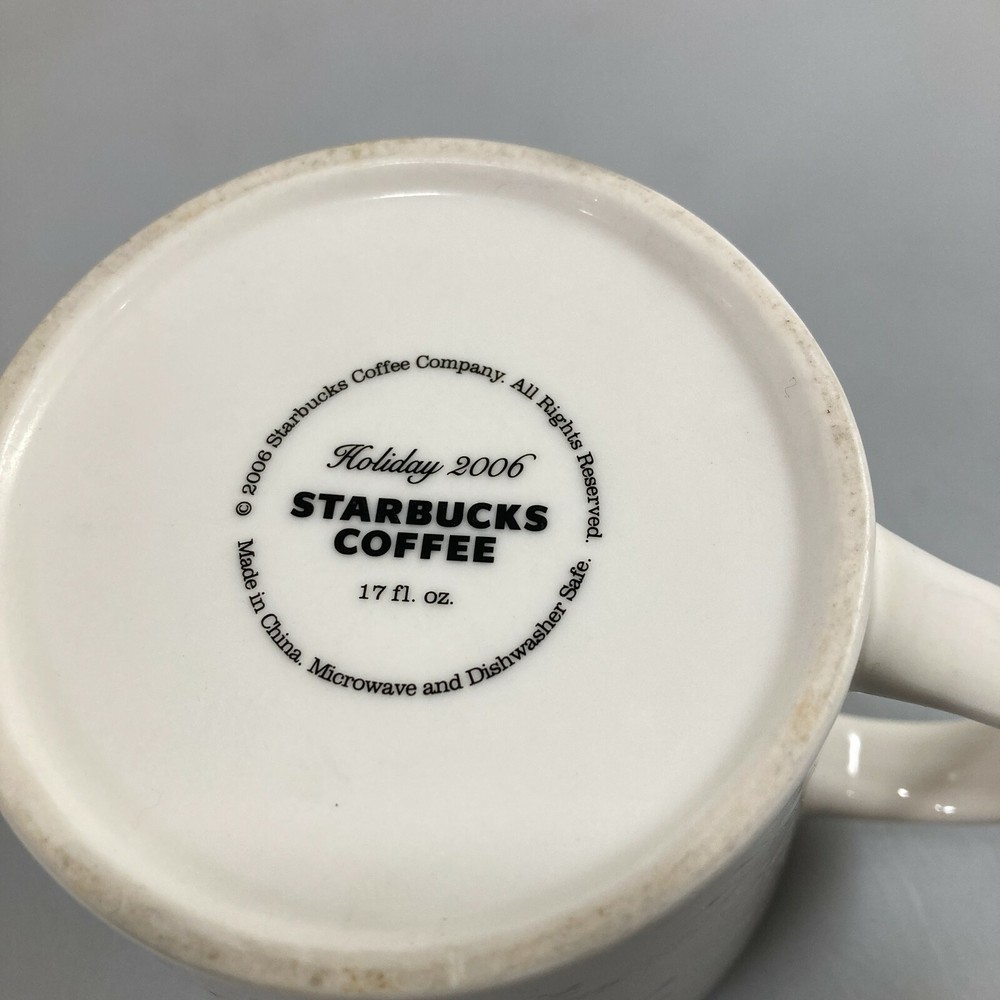 © 2006 Starbucks Coffee Company. All Rights Reserved.
Holiday 2006
STARBUCKS
COFFEE
17 fl. oz.
Made in China. Microwave and Dishwasher Safe.